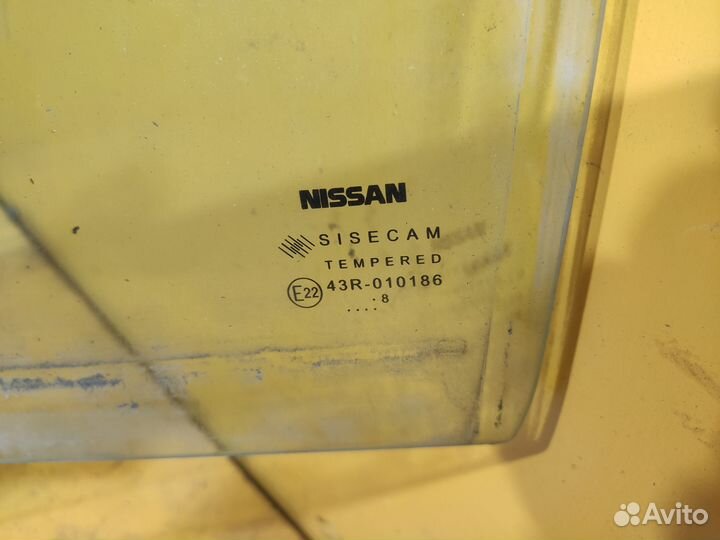 NISSAN
SISECAM
TEMPERED
E22 43R-010186
.8
....
Avito